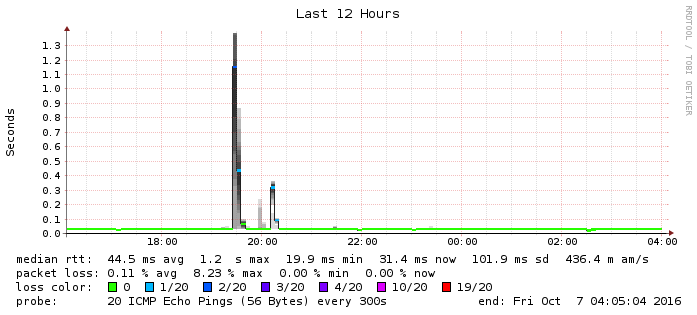 Last 12 Hours
RRDTOOL / TOBI OETIKER
Seconds
1.3
1.2
1.1
1.0
0.9
0.8
0.7
0.6
0.5
0.4
0.3
0.2
0.1
0.0
18:00 20:00 22:00 00:00 02:00 04:00
median rtt: 44.5 ms avg 1.2 s max 19.9 ms min 31.4 ms now 101.9 ms sd 436.4 m am/s
packet loss: 0.11 % avg 8.23 % max 0.00 % min 0.00 % now
loss color: 0 1/20 2/20 3/20 4/20 10/20 19/20
probe: 20 ICMP Echo Pings (56 Bytes) every 300s end: Fri Oct 7 04:05:04 2016